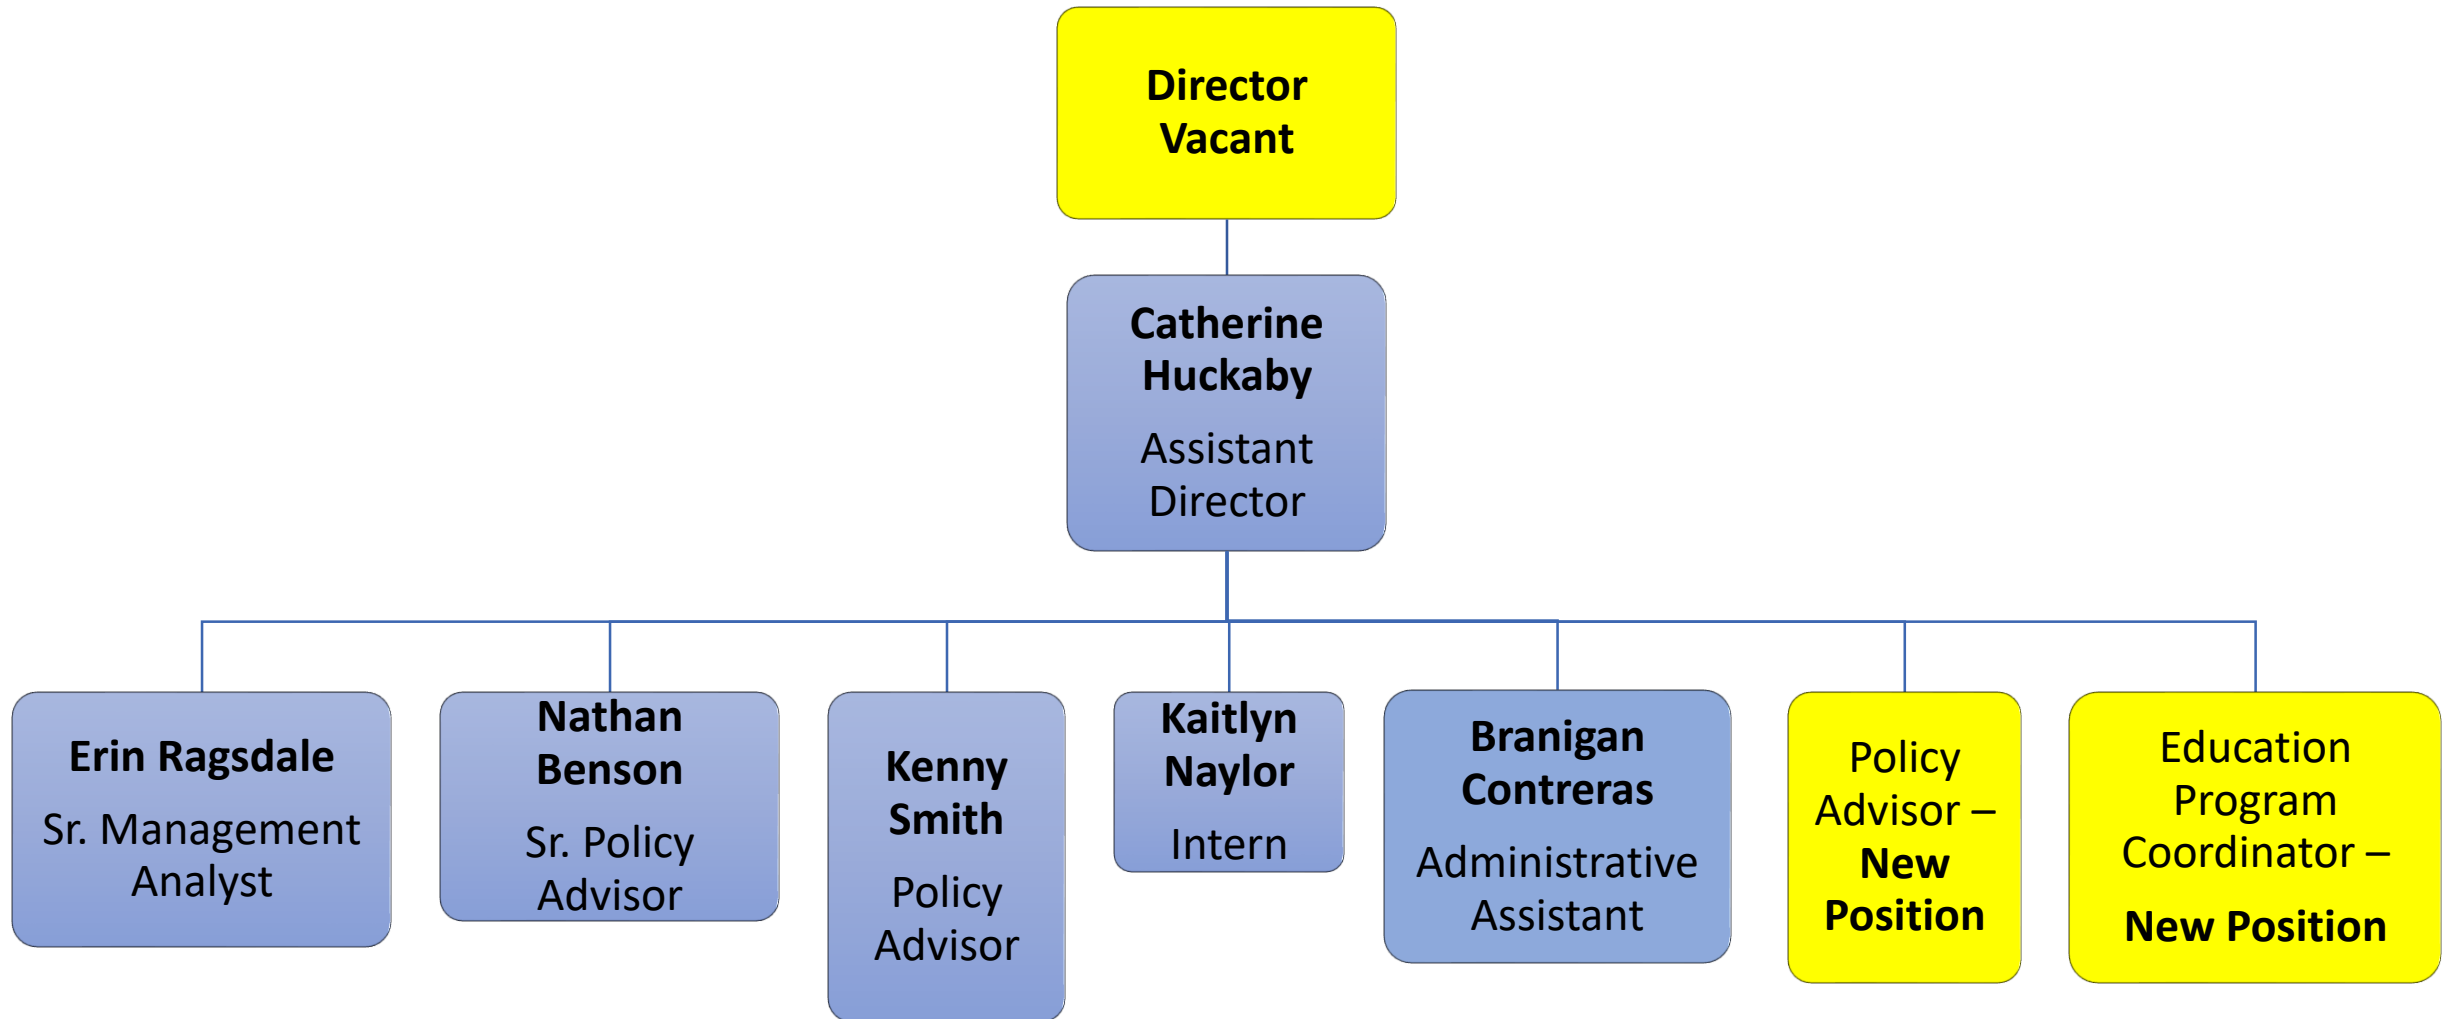 Director
Vacant
Catherine
Huckaby
Assistant
Director
Erin Ragsdale
Sr. Management
Analyst
Nathan
Benson
Sr. Policy
Advisor
Kenny
Smith
Policy
Advisor
Kaitlyn
Naylor
Intern
Branigan
Contreras
Administrative
Assistant
Policy
Advisor –
New
Position
Education
Program
Coordinator –
New Position